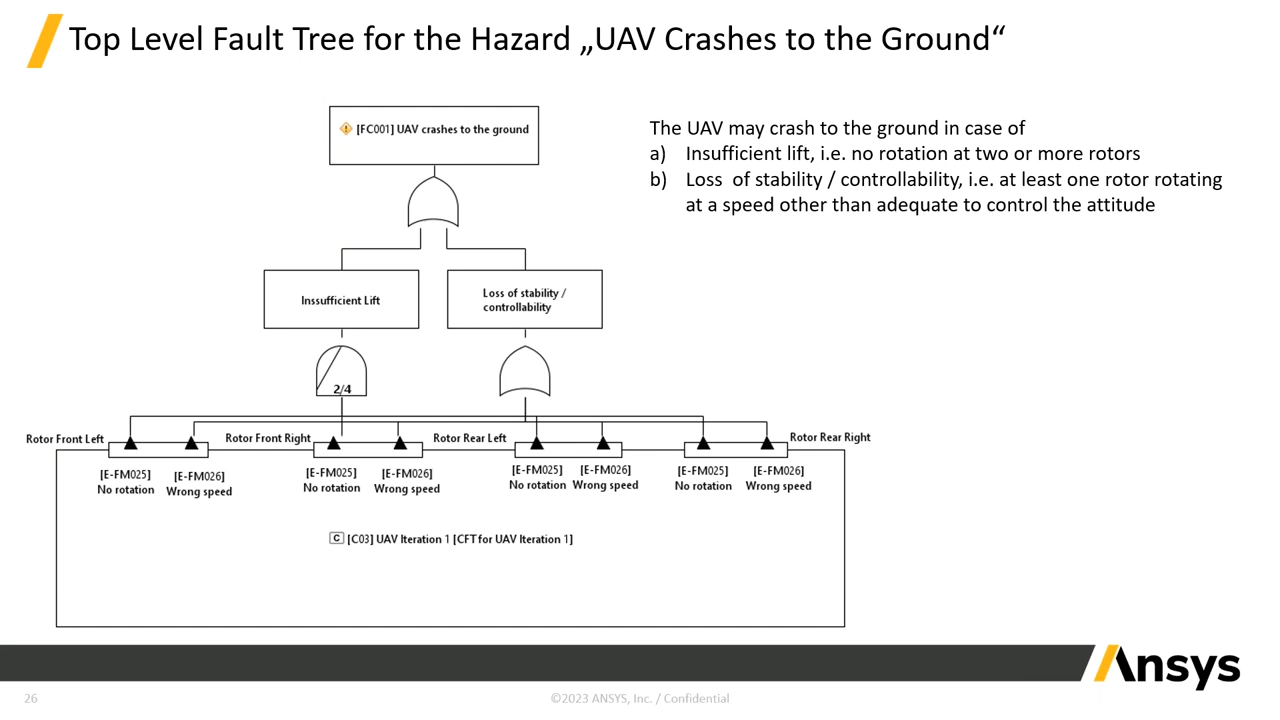 Top Level Fault Tree for the Hazard „UAV Crashes to the Ground“
[FC001] UAV crashes to the ground
The UAV may crash to the ground in case of
a) Insufficient lift, i.e. no rotation at two or more rotors
b) Loss of stability / controllability, i.e. at least one rotor rotating
at a speed other than adequate to control the attitude
Inssufficient Lift
Loss of stability /
controllability
2/4
Rotor Front Left
Rotor Front Right
Rotor Rear Left
Rotor Rear Right
[E-FM025]
No rotation
[E-FM026]
Wrong speed
[E-FM025]
No rotation
[E-FM026]
Wrong speed
[E-FM025]
No rotation
[E-FM026]
Wrong speed
[E-FM025]
No rotation
[E-FM026]
Wrong speed
C [C03] UAV Iteration 1 [CFT for UAV Iteration 1]
Ansys
26
©2023 ANSYS, Inc. / Confidential